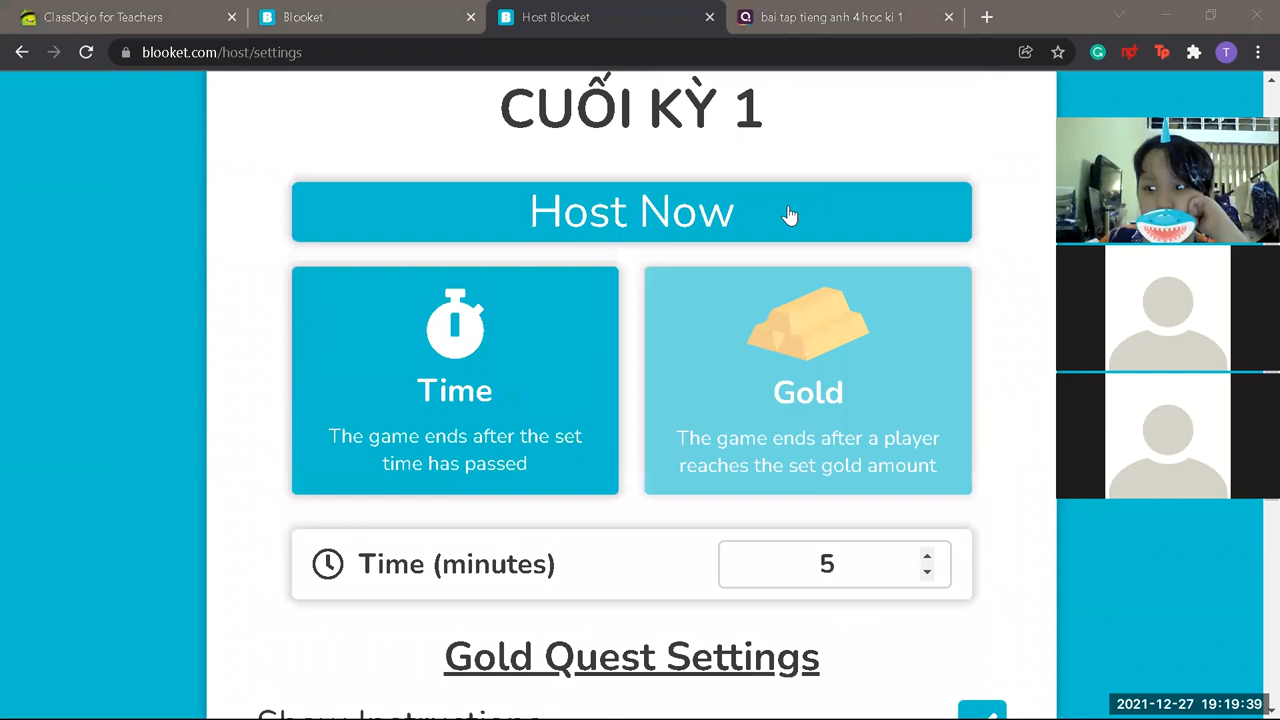 ClassDojo for Teachers
Blooket
Host Blooket
bai tap tieng anh 4 hoc ki 1
blooket.com/host/settings
T
CUỐI KỲ 1
Host Now
Time
The game ends after the set
time has passed
Gold
The game ends after a player
reaches the set gold amount
Time (minutes)
5
Gold Quest Settings
Show Instructions
2021-12-27 19:19:39